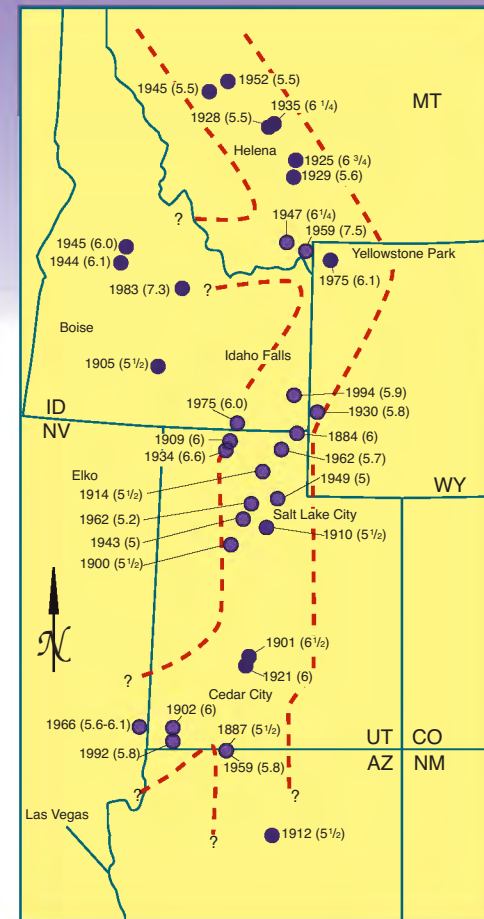 1952 (5.5)
1945 (5.5)
MT
1935 (6 1/4)
1928 (5.5)
Helena
1925 (6 3/4)
1929 (5.6)
?
1947 (6 1/4)
1959 (7.5)
1945 (6.0)
Yellowstone Park
1944 (6.1)
1975 (6.1)
1983 (7.3)
?
Boise
Idaho Falls
1905 (5 1/2)
1994 (5.9)
1975 (6.0)
1930 (5.8)
ID
NV
1909 (6)
1884 (6)
1934 (6.6)
1962 (5.7)
Elko
1949 (5)
WY
1914 (5 1/2)
1962 (5.2)
Salt Lake City
1943 (5)
1910 (5 1/2)
1900 (5 1/2)
N
1901 (6 1/2)
1921 (6)
?
Cedar City
1966 (5.6-6.1)
1902 (6)
1887 (5 1/2)
UT
CO
1992 (5.8)
1959 (5.8)
AZ
NM
?
?
Las Vegas
?
1912 (5 1/2)